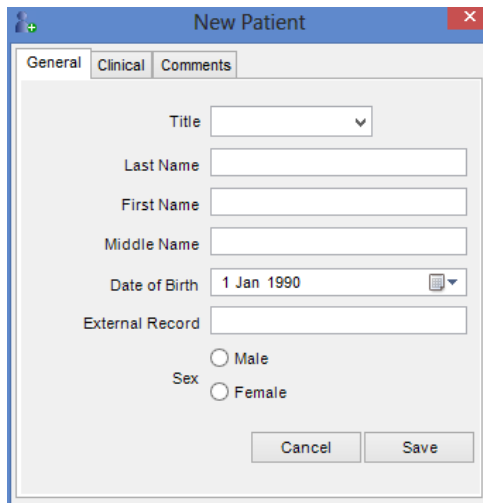 New Patient
General Clinical Comments
Title
Last Name
First Name
Middle Name
Date of Birth 1 Jan 1990
External Record
Male
Sex
Female
Cancel Save